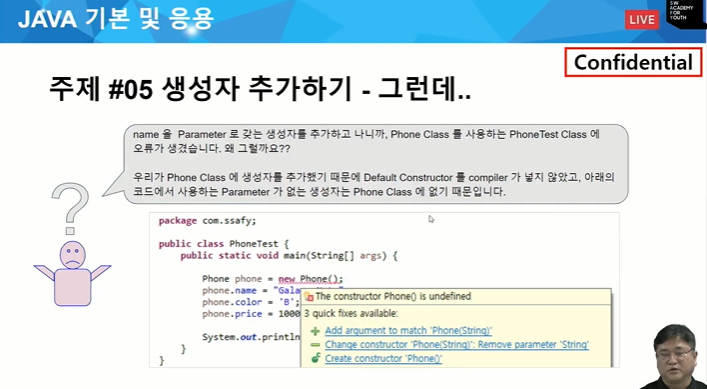 JAVA 기본 및 응용
LIVE
SW
ACADEMY
FOR
YOUTH
Confidential
주제 #05 생성자 추가하기 - 그런데..
name 을 Parameter 로 갖는 생성자를 추가하고 나니까, Phone Class 를 사용하는 PhoneTest Class 에
오류가 생겼습니다. 왜 그럴까요??
우리가 Phone Class 에 생성자를 추가했기 때문에 Default Constructor 를 compiler 가 넣지 않았고, 아래의
코드에서 사용하는 Parameter 가 없는 생성자는 Phone Class 에 없기 때문입니다.
?
package com.ssafy;
public class PhoneTest {
public static void main(String[] args) {
Phone phone = new Phone();
phone.name = "Gala
phone.color = 'B';
phone.price = 1000
System.out.println
}
}
The constructor Phone() is undefined
3 quick fixes available:
Add argument to match 'Phone(String)'
Change constructor 'Phone(String)': Remove parameter 'String'
Create constructor 'Phone()'